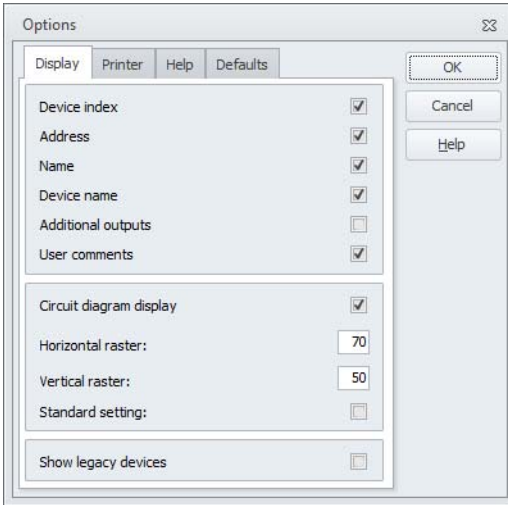 Options
Display Printer Help Defaults
OK
Device index
Cancel
Address
Help
Name
Device name
Additional outputs
User comments
Circuit diagram display
Horizontal raster: 70
Vertical raster: 50
Standard setting:
Show legacy devices